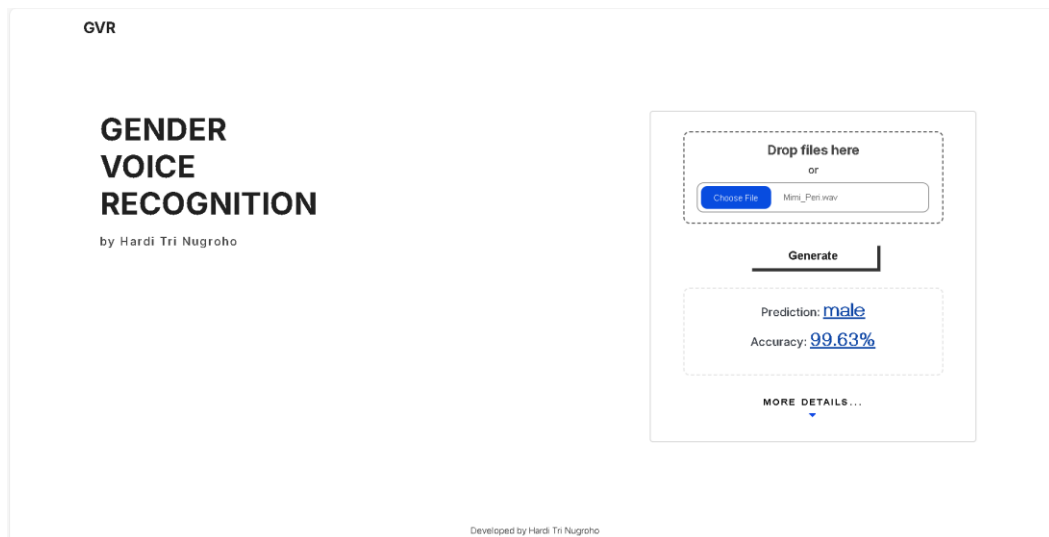 GVR
GENDER
VOICE
RECOGNITION
by Hardi Tri Nugroho
Drop files here
or
Choose File Mimi_Peri.wav
Generate
Prediction: male
Accuracy: 99.63%
MORE DETAILS...
Developed by Hardi Tri Nugroho